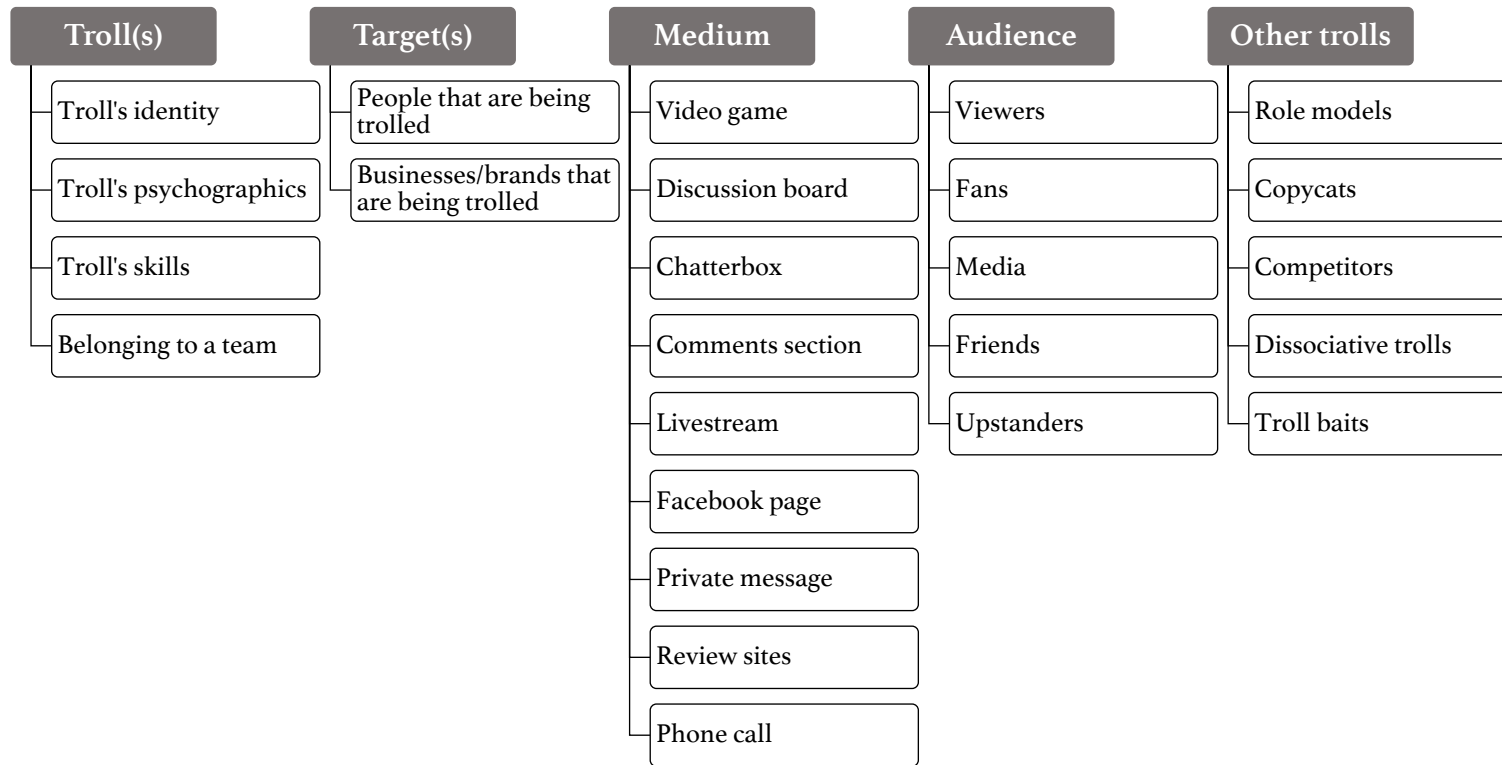 Troll(s)
Troll's identity
Troll's psychographics
Troll's skills
Belonging to a team
Target(s)
People that are being
trolled
Businesses/brands that
are being trolled
Medium
Video game
Discussion board
Chatterbox
Comments section
Livestream
Facebook page
Private message
Review sites
Phone call
Audience
Viewers
Fans
Media
Friends
Upstanders
Other trolls
Role models
Copycats
Competitors
Dissociative trolls
Troll baits